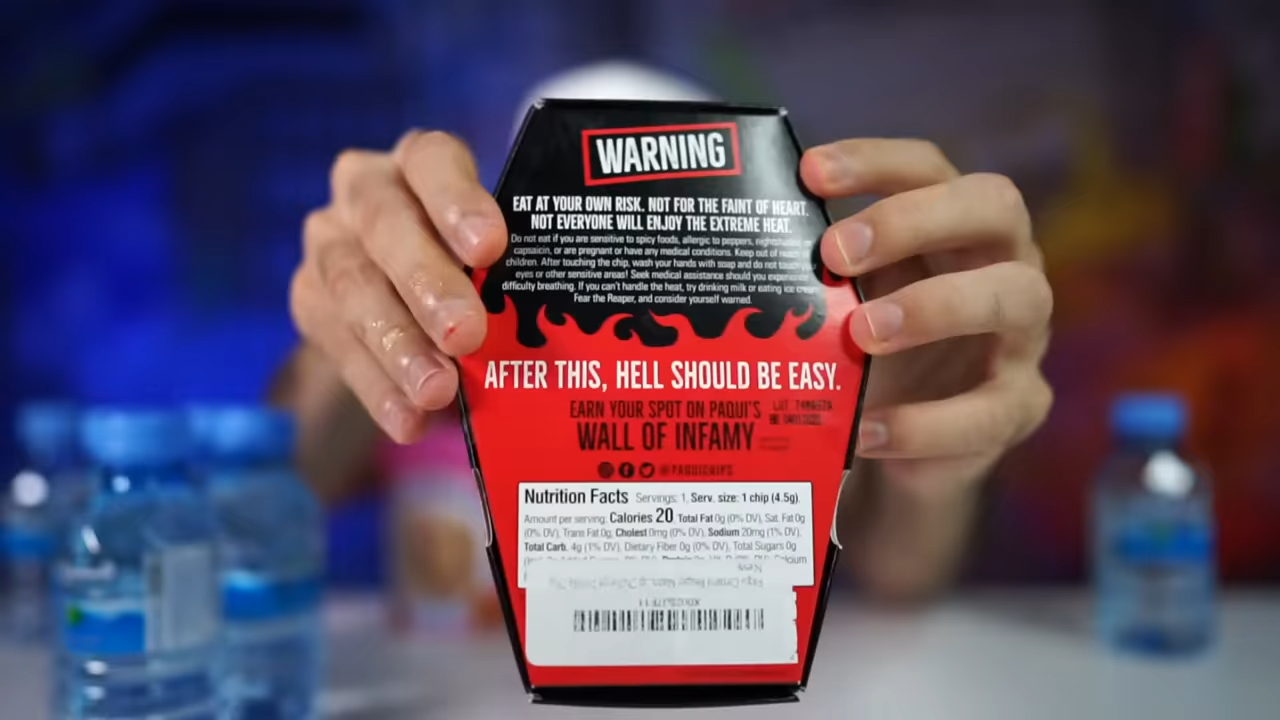 WARNING
EAT AT YOUR OWN RISK. NOT FOR THE FAINT OF HEART.
NOT EVERYONE WILL ENJOY THE EXTREME HEAT.
Do not eat if you are sensitive to spicy foods, allergic to peppers, nightshades, or
capsaicin, or are pregnant or have any medical conditions. Keep out of reach
children. After touching the chip, wash your hands with soap and do not touch
eyes or other sensitive areas! Seek medical assistance should you experience
difficulty breathing. If you can't handle the heat, try drinking milk or eating ice cream.
Fear the Reaper, and consider yourself warned.
AFTER THIS, HELL SHOULD BE EASY.
EARN YOUR SPOT ON PAQUI'S
WALL OF INFAMY
@PAQUICHIPS
Nutrition Facts Servings: 1, Serv. size: 1 chip (4.5g),
Amount per serving: Calories 20, Total Fat 0g (0% DV), Sat. Fat 0g
(0% DV), Trans Fat 0g, Cholest 0mg (0% DV), Sodium 20mg (1% DV),
Total Carb. 4g (1% DV), Dietary Fiber 0g (0% DV), Total Sugars 0g
Calcium
New